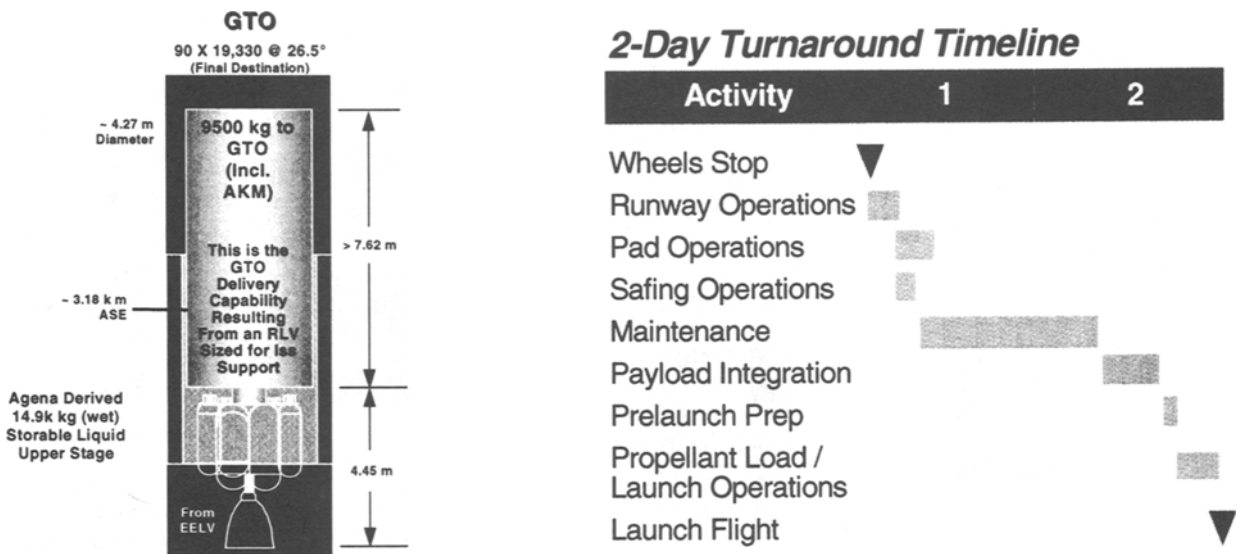 GTO
90 X 19,330 @ 26.5°
(Final Destination)
~ 4.27 m
Diameter
9500 kg to
GTO
(Incl.
AKM)
> 7.62 m
This is the
GTO
Delivery
Capability
Resulting
From an RLV
Sized for Iss
Support
~ 3.18 k m
ASE
Agena Derived
14.9k kg (wet)
Storable Liquid
Upper Stage
4.45 m
From
EELV
2-Day Turnaround Timeline
Activity 1 2
Wheels Stop
Runway Operations
Pad Operations
Safing Operations
Maintenance
Payload Integration
Prelaunch Prep
Propellant Load /
Launch Operations
Launch Flight